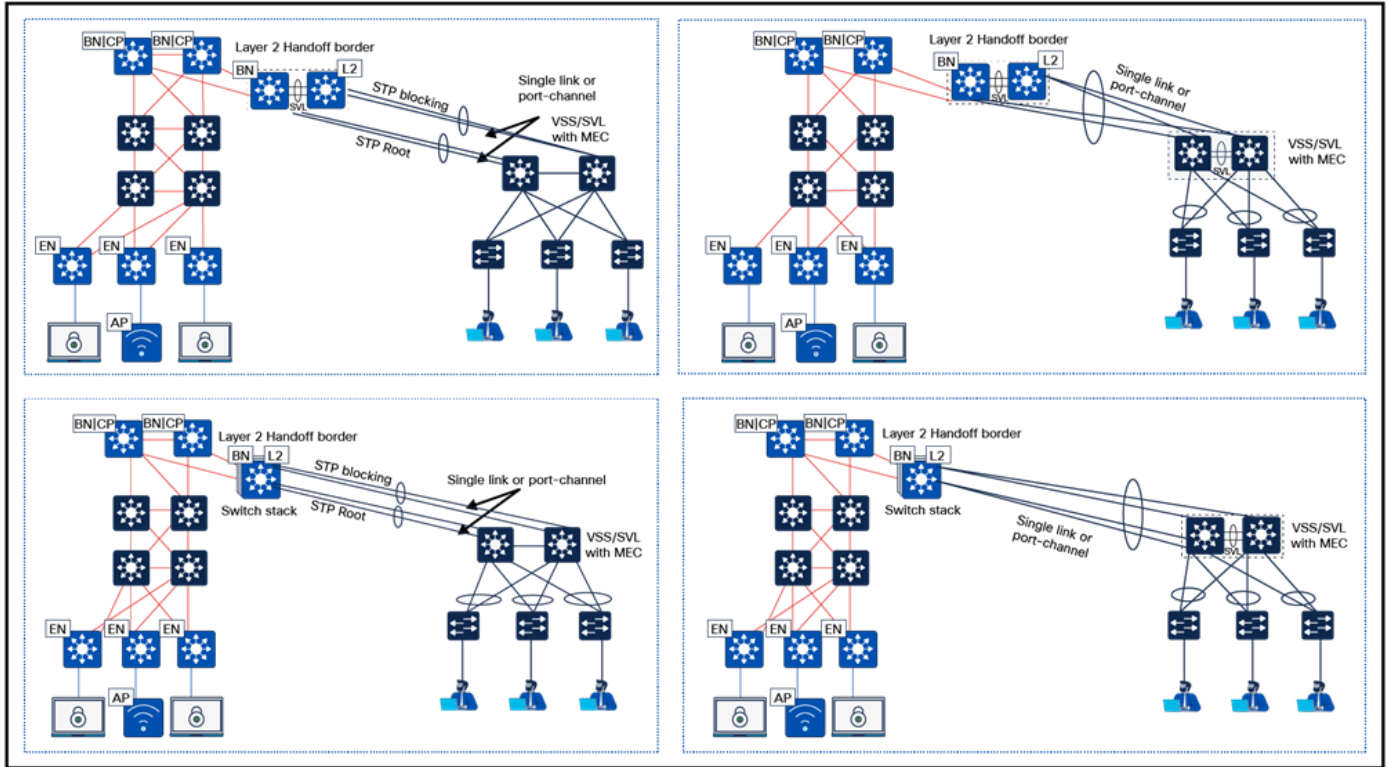 BN|CP
BN|CP
Layer 2 Handoff border
BN
L2
SVL
STP blocking
STP Root
Single link or
port-channel
VSS/SVL
with MEC
EN
EN
EN
AP
BN|CP
BN|CP
Layer 2 Handoff border
BN
L2
SVL
Single link or
port-channel
VSS/SVL
with MEC
SVL
EN
EN
EN
AP
BN|CP
BN|CP
Layer 2 Handoff border
BN
L2
Switch stack
STP blocking
STP Root
Single link or port-channel
VSS/SVL
with MEC
EN
EN
EN
AP
BN|CP
BN|CP
Layer 2 Handoff border
BN
L2
Switch stack
Single link or
port-channel
VSS/SVL
with MEC
SVL
EN
EN
EN
AP